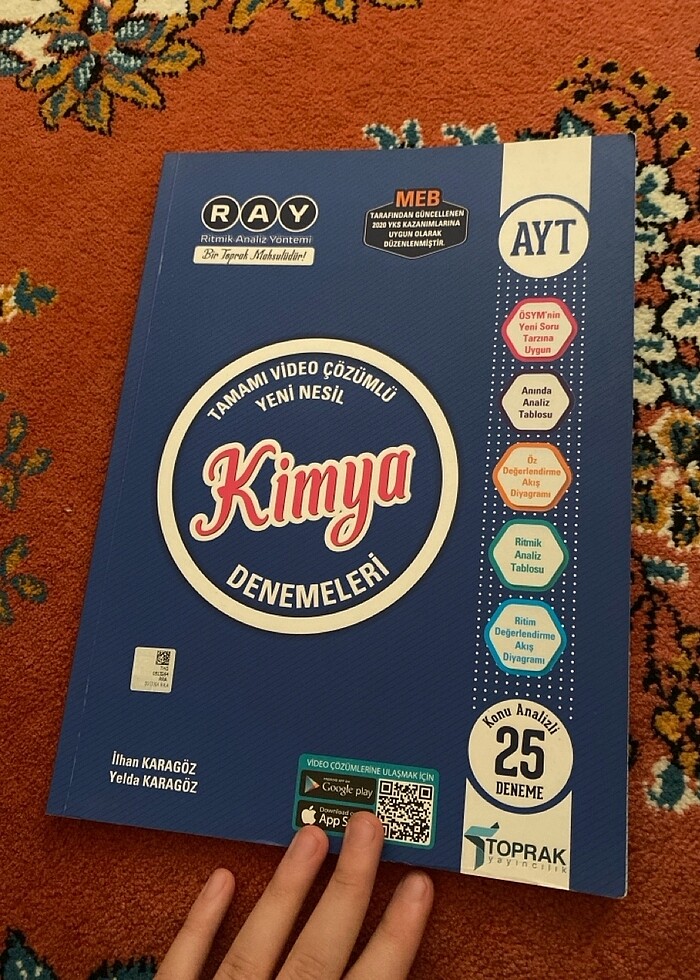 RAY
Ritmik Analiz Yöntemi
Bir Toprak Mahsulüdür!
MEB
TARAFINDAN GÜNCELLENEN
2020 YKS KAZANIMLARINA
UYGUN OLARAK
DÜZENLENMİŞTİR.
AYT
ÖSYM'nin
Yeni Soru
Tarzına
Uygun
Anında
Analiz
Tablosu
Öz
Değerlendirme
Akış
Diyagramı
Ritmik
Analiz
Tablosu
Ritim
Değerlendirme
Akış
Diyagramı
TAMAMI VİDEO ÇÖZÜMLÜ
YENİ NESİL
Kimya
DENEMELERİ
İlhan KARAGÖZ
Yelda KARAGÖZ
VİDEO ÇÖZÜMLERİNE ULAŞMAK İÇİN
Google play
Download
App S
Konu Analizli
25
DENEME
TOPRAK
yayıncılık